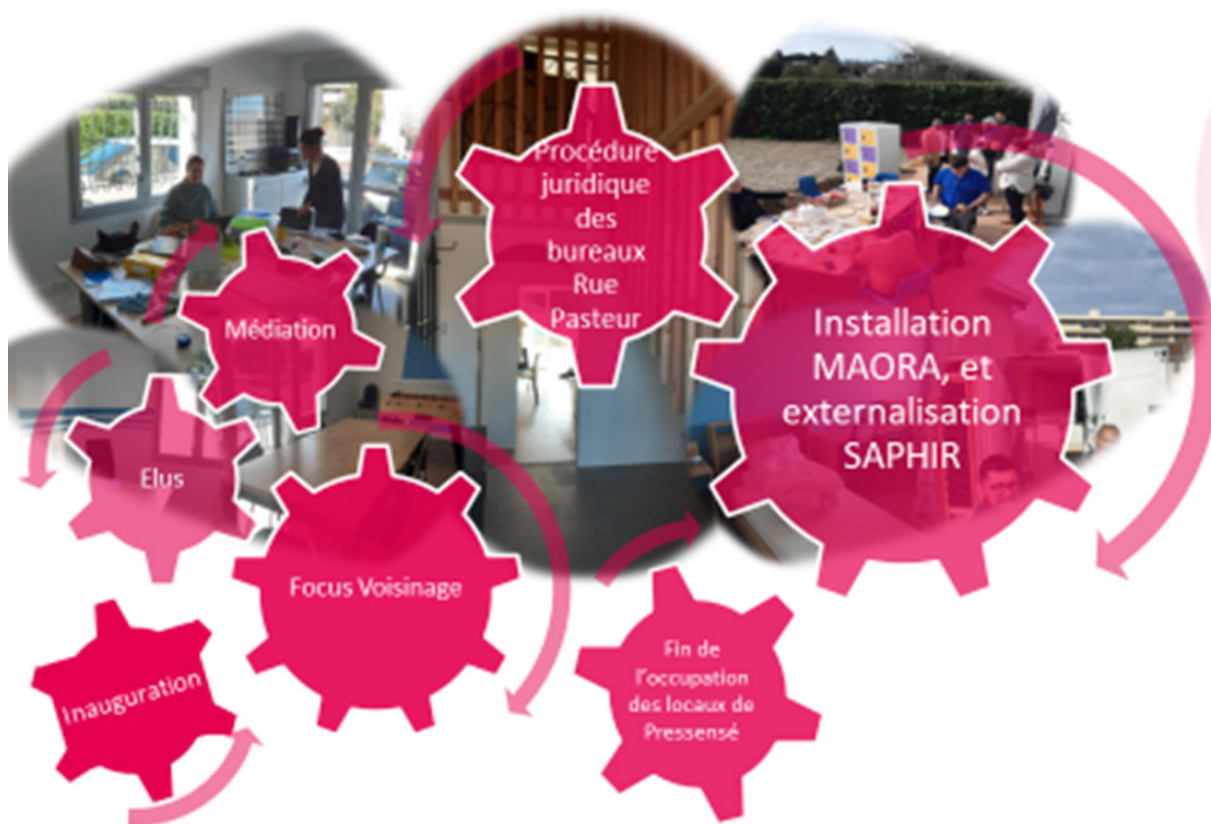 Procédure
juridique
des
bureaux
Rue
Pasteur
Installation
MAORA, et
externalisation
SAPHIR
Médiation
Elus
Focus Voisinage
Fin de
l'occupation
des locaux de
Pressensé
Inauguration